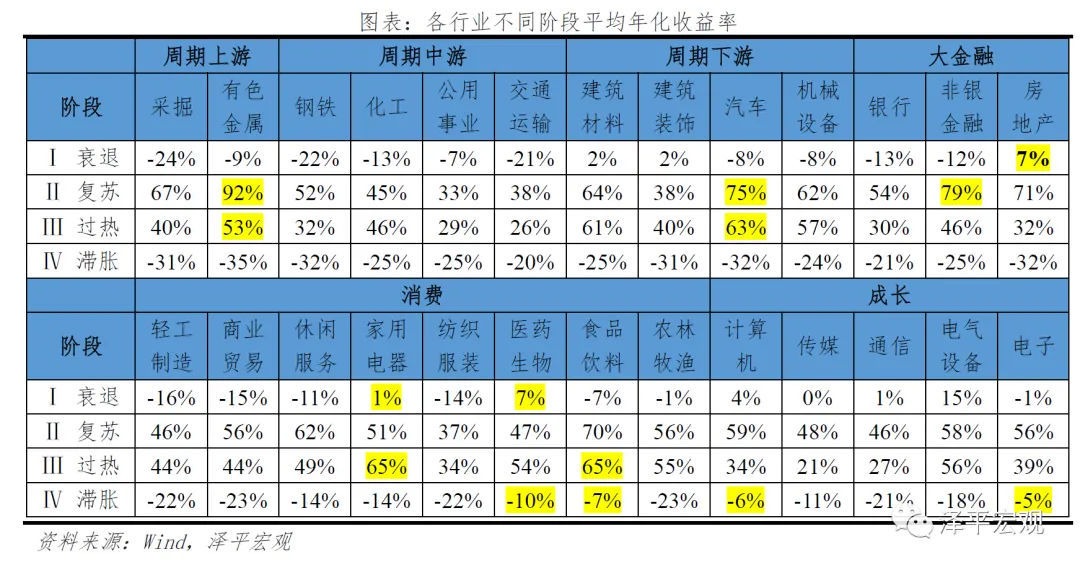 图表：各行业不同阶段平均年化收益率
周期上游 周期中游 周期下游 大金融
阶段 采掘 有色金属 钢铁 化工 公用事业 交通运输 建筑材料 建筑装饰 汽车 机械设备 银行 非银金融 房地产
Ⅰ 衰退 -24% -9% -22% -13% -7% -21% 2% 2% -8% -8% -13% -12% 7%
Ⅱ 复苏 67% 92% 52% 45% 33% 38% 64% 38% 75% 62% 54% 79% 71%
Ⅲ 过热 40% 53% 32% 46% 29% 26% 61% 40% 63% 57% 30% 46% 32%
Ⅳ 滞胀 -31% -35% -32% -25% -25% -20% -25% -31% -32% -24% -21% -25% -32%
消费 成长
阶段 轻工制造 商业贸易 休闲服务 家用电器 纺织服装 医药生物 食品饮料 农林牧渔 计算机 传媒 通信 电气设备 电子
Ⅰ 衰退 -16% -15% -11% 1% -14% 7% -7% -1% 4% 0% 1% 15% -1%
Ⅱ 复苏 46% 56% 62% 51% 37% 47% 70% 56% 59% 48% 46% 58% 56%
Ⅲ 过热 44% 44% 49% 65% 34% 54% 65% 55% 34% 21% 27% 56% 39%
Ⅳ 滞胀 -22% -23% -14% -14% -22% -10% -7% -23% -6% -11% -21% -18% -5%
泽平宏观
资料来源：Wind，泽平宏观